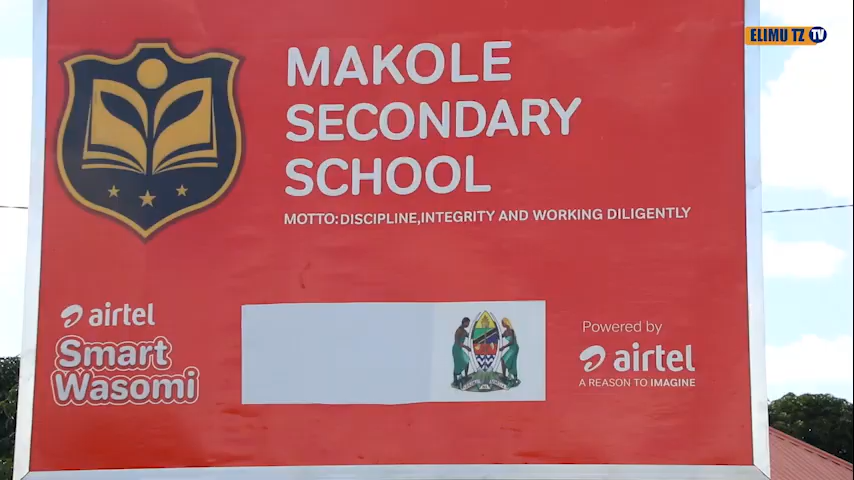 ELIMU TZ TV
MAKOLE
SECONDARY
SCHOOL
MOTTO:DISCIPLINE,INTEGRITY AND WORKING DILIGENTLY
airtel
Smart
Wasomi
Powered by
airtel
A REASON TO IMAGINE